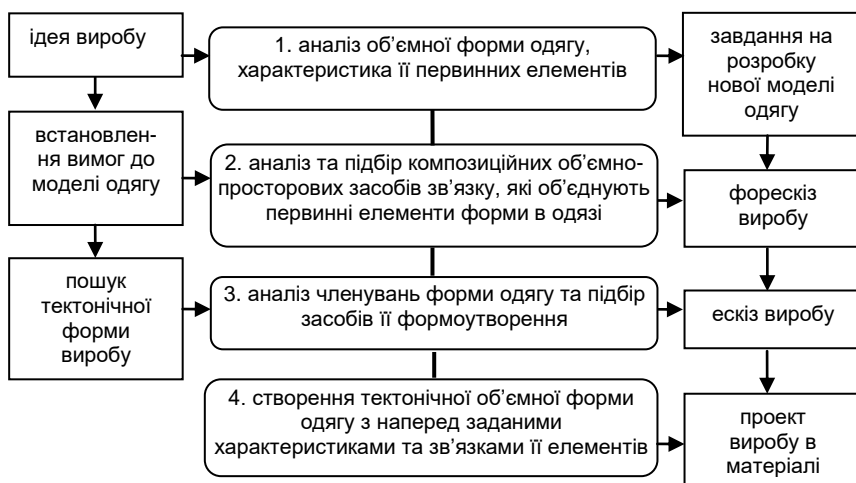 ідея виробу
1. аналіз об’ємної форми одягу,
характеристика її первинних елементів
завдання на
розробку
нової моделі
одягу
встановлен-
ня вимог до
моделі одягу
2. аналіз та підбір композиційних об’ємно-
просторових засобів зв’язку, які об’єднують
первинні елементи форми в одязі
форескіз
виробу
пошук
тектонічної
форми
виробу
3. аналіз членувань форми одягу та підбір
засобів її формоутворення
ескіз виробу
4. створення тектонічної об’ємної форми
одягу з наперед заданими
характеристиками та зв’язками її елементів
проект
виробу в
матеріалі